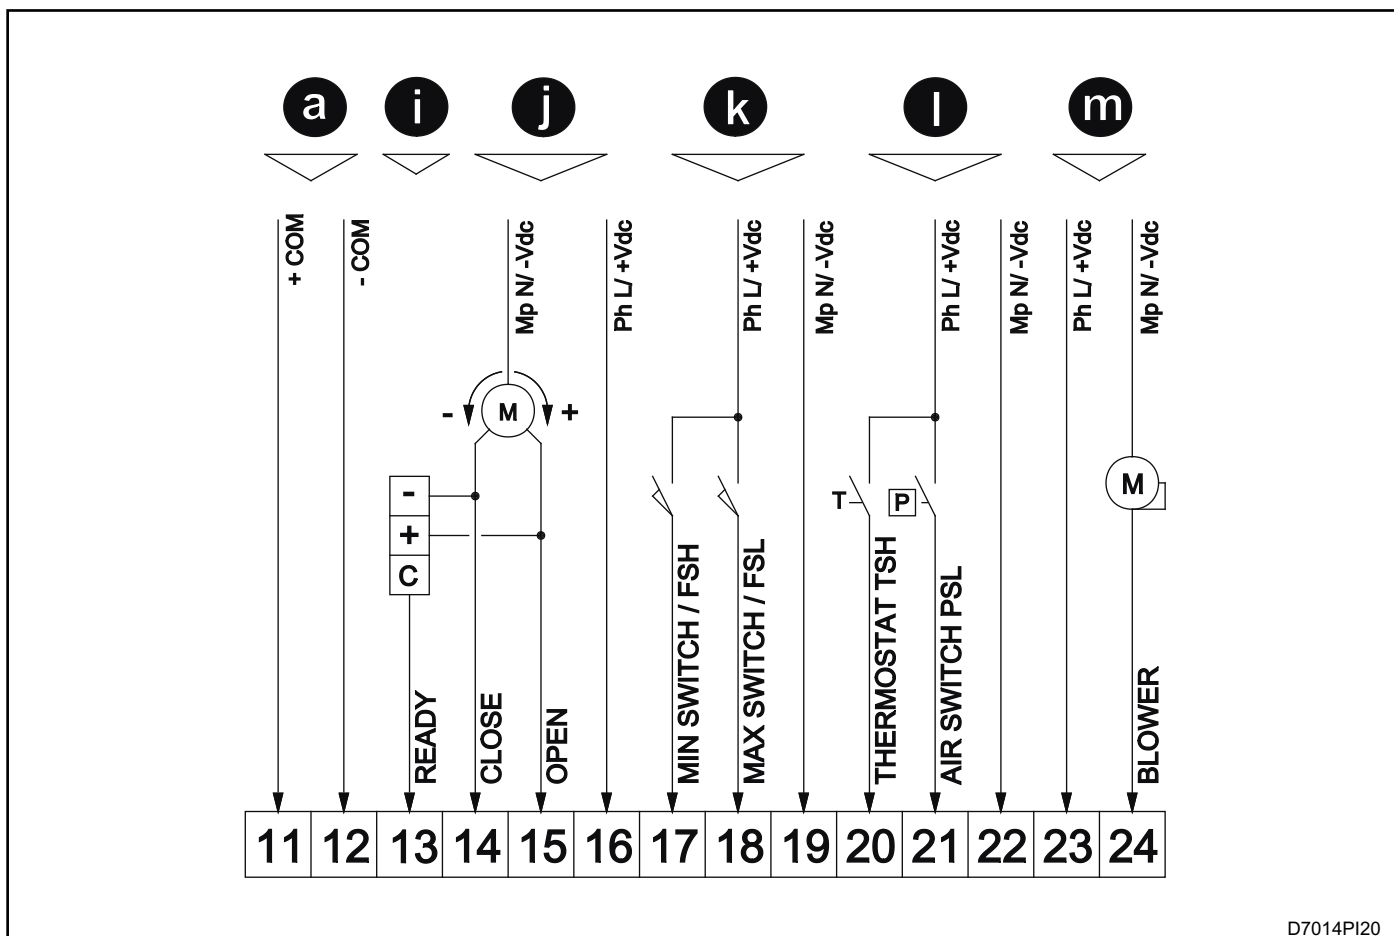 a i j k l m
+ COM
- COM
Mp N/ -Vdc
Ph L/ +Vdc
Ph L/ +Vdc
Mp N/ -Vdc
Ph L/ +Vdc
Mp N/ -Vdc
Ph L/ +Vdc
Mp N/ -Vdc
- M +
-
+
C
T
P
M
READY
CLOSE
OPEN
MIN SWITCH / FSH
MAX SWITCH / FSL
THERMOSTAT TSH
AIR SWITCH PSL
BLOWER
11 12 13 14 15 16 17 18 19 20 21 22 23 24
D7014PI20